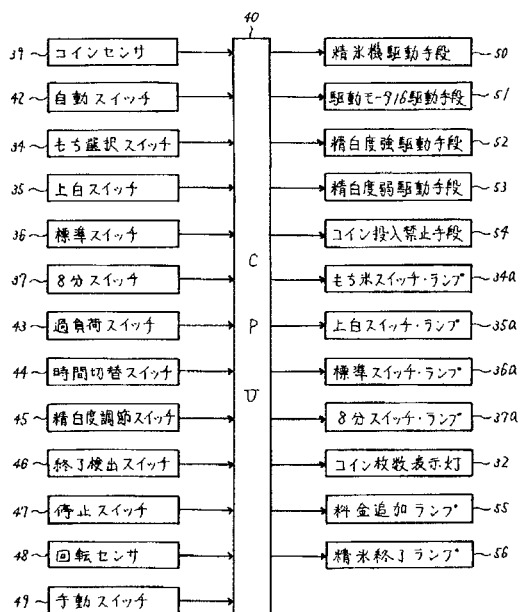 40
39 コインセンサ
42 自動スイッチ
34 もち選択スイッチ
35 上白スイッチ
36 標準スイッチ
37 8分スイッチ
43 過負荷スイッチ
44 時間切替スイッチ
45 精白度調節スイッチ
46 終了検出スイッチ
47 停止スイッチ
48 回転センサ
49 手動スイッチ
CPU
精米機駆動手段 50
駆動モータ16駆動手段 51
精白度強駆動手段 52
精白度弱駆動手段 53
コイン投入禁止手段 54
もち米スイッチ・ランプ 34a
上白スイッチ・ランプ 35a
標準スイッチ・ランプ 36a
8分スイッチ・ランプ 37a
コイン枚数表示灯 32
料金追加ランプ 55
精米終了ランプ 56